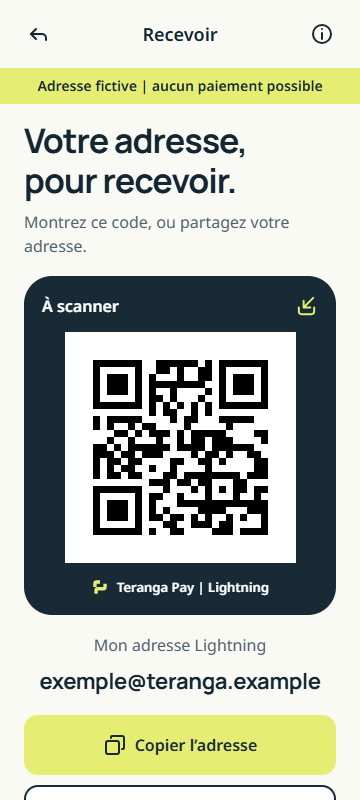 Recevoir
Adresse fictive | aucun paiement possible
Votre adresse,
pour recevoir.
Montrez ce code, ou partagez votre
adresse.
À scanner
Teranga Pay | Lightning
Mon adresse Lightning
exemple@teranga.example
Copier l’adresse